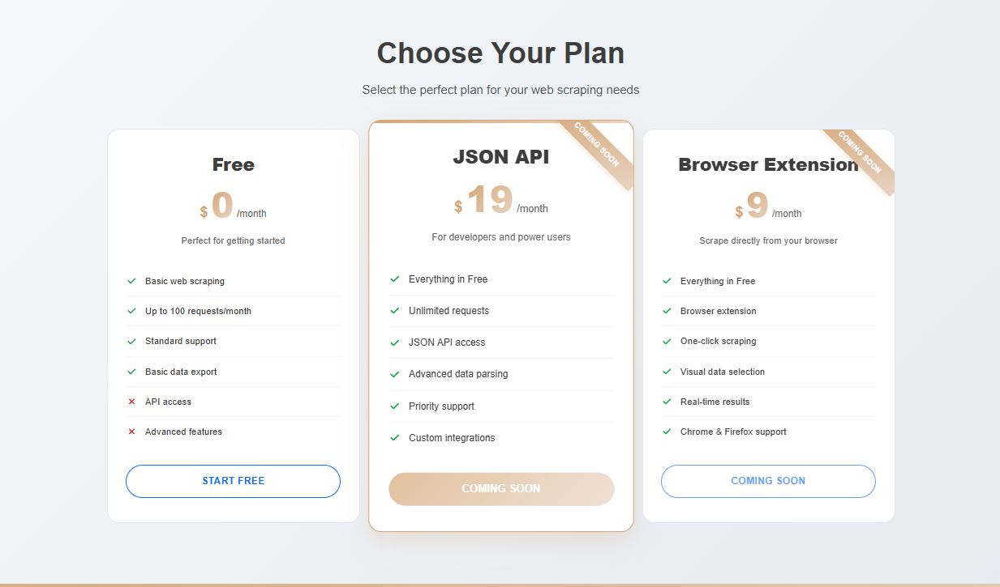 Choose Your Plan
Select the perfect plan for your web scraping needs
Free
$ 0 /month
Perfect for getting started
Basic web scraping
Up to 100 requests/month
Standard support
Basic data export
API access
Advanced features
START FREE
COMING SOON
JSON API
$ 19 /month
For developers and power users
Everything in Free
Unlimited requests
JSON API access
Advanced data parsing
Priority support
Custom integrations
COMING SOON
COMING SOON
Browser Extension
$ 9 /month
Scrape directly from your browser
Everything in Free
Browser extension
One-click scraping
Visual data selection
Real-time results
Chrome & Firefox support
COMING SOON